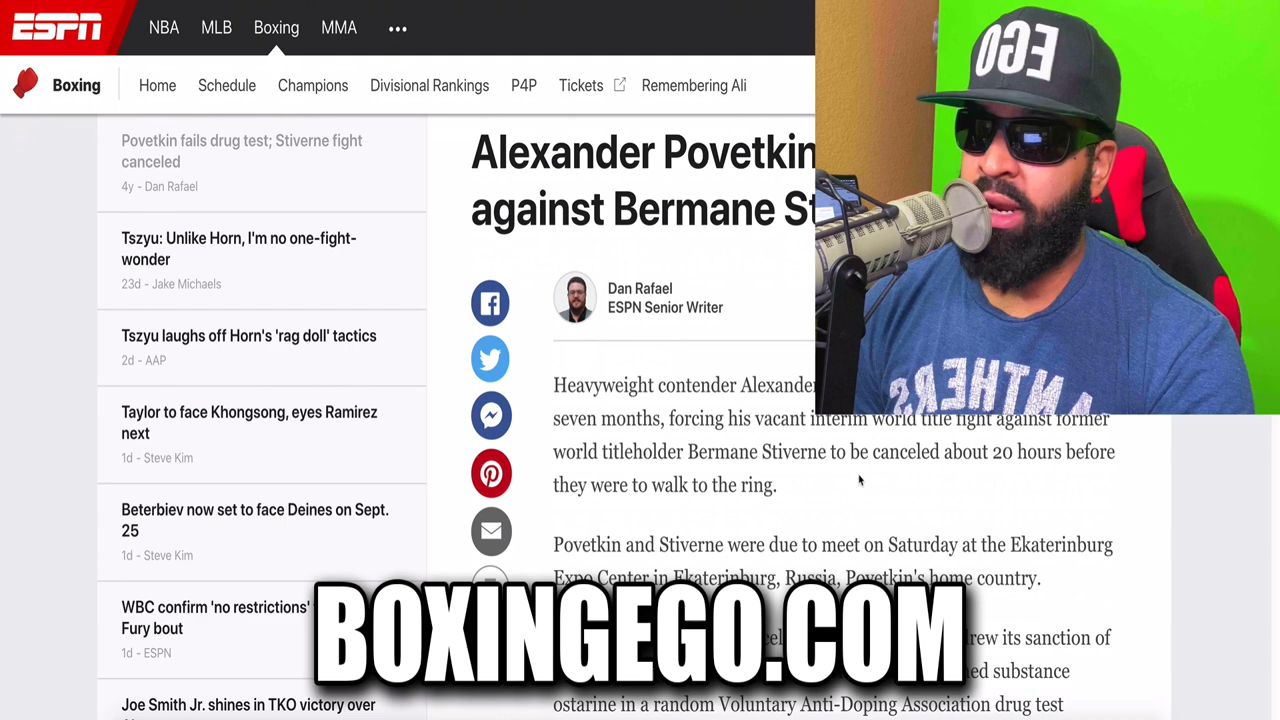 ESPN
NBA MLB Boxing MMA
Boxing Home Schedule Champions Divisional Rankings P4P Tickets Remembering Ali
Povetkin fails drug test; Stiverne fight
canceled
4y - Dan Rafael
Tszyu: Unlike Horn, I'm no one-fight-
wonder
23d - Jake Michaels
Tszyu laughs off Horn's 'rag doll' tactics
2d - AAP
Taylor to face Khongsong, eyes Ramirez
next
1d - Steve Kim
Beterbiev now set to face Deines on Sept.
25
1d - Steve Kim
WBC confirm 'no restrictions'
Fury bout
1d - ESPN
Joe Smith Jr. shines in TKO victory over
Alexander Povetkin
against Bermane St
Dan Rafael
ESPN Senior Writer
Heavyweight contender Alexander
seven months, forcing his vacant interim world title fight against former
world titleholder Bermane Stiverne to be canceled about 20 hours before
they were to walk to the ring.
Povetkin and Stiverne were due to meet on Saturday at the Ekaterinburg
Expo Center in Ekaterinburg, Russia, Povetkin's home country.
cel rew its sanction of
ed substance
ostarine in a random Voluntary Anti-Doping Association drug test
EGO
ANTHERS
BOXINGEGO.COM